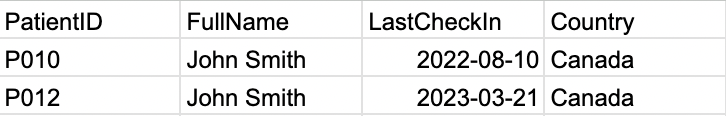 PatientID FullName LastCheckIn Country
P010 John Smith 2022-08-10 Canada
P012 John Smith 2023-03-21 Canada